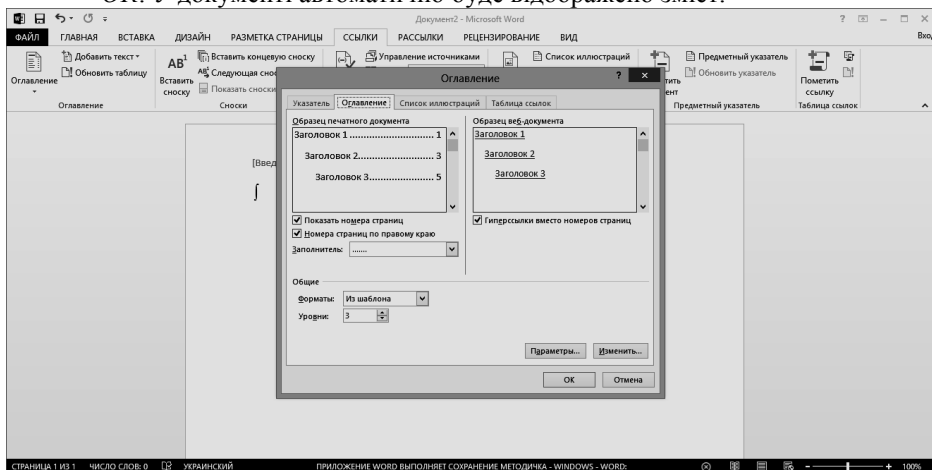 ОК. У документі автоматично буде відображено зміст.
Документ2 - Microsoft Word
ФАЙЛ ГЛАВНАЯ ВСТАВКА ДИЗАЙН РАЗМЕТКА СТРАНИЦЫ ССЫЛКИ РАССЫЛКИ РЕЦЕНЗИРОВАНИЕ ВИД Вхо
Оглавление
Добавить текст
Обновить таблицу
Оглавление
AB1
Вставить сноску
Вставить концевую сноску
Следующая сно
Показать сноски
Сноски
Управление источниками
Список иллюстраций
Предметный указатель
Обновить указатель
Предметный указатель
Пометить ссылку
Таблица ссылок
[Введ
Оглавление
Указатель Оглавление Список иллюстраций Таблица ссылок
Образец печатного документа
Заголовок 1 ............................ 1
Заголовок 2......................... 3
Заголовок 3..................... 5
Образец веб-документа
Заголовок 1
Заголовок 2
Заголовок 3
Показать номера страниц
Номера страниц по правому краю
Заполнитель: .......
Гиперссылки вместо номеров страниц
Общие
Форматы: Из шаблона
Уровни: 3
Параметры... Изменить...
ОК Отмена
СТРАНИЦА 1 ИЗ 1 ЧИСЛО СЛОВ: 0 УКРАИНСКИЙ ПРИЛОЖЕНИЕ WORD ВЫПОЛНЯЕТ СОХРАНЕНИЕ МЕТОДИЧКА - WINDOWS - WORD: 100%